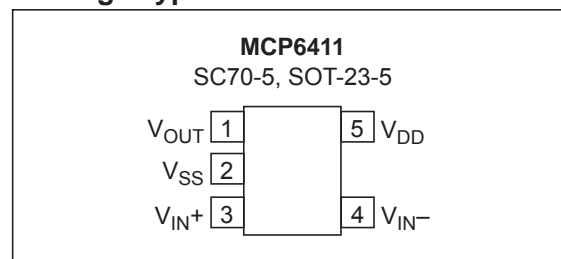 MCP6411
SC70-5, SOT-23-5
VOUT 1 5 VDD
VSS 2
VIN+ 3 4 VIN–